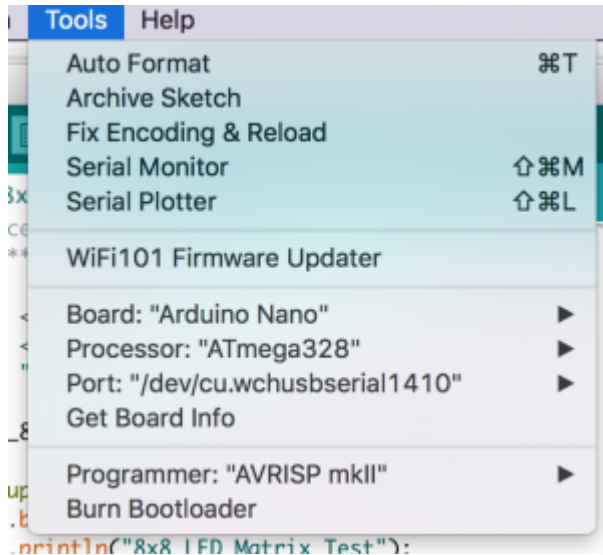 Tools Help
Auto Format ⌘T
Archive Sketch
Fix Encoding & Reload
Serial Monitor ⇧⌘M
Serial Plotter ⇧⌘L
WiFi101 Firmware Updater
Board: "Arduino Nano" ▶
Processor: "ATmega328" ▶
Port: "/dev/cu.wchusbserial1410" ▶
Get Board Info
Programmer: "AVRISP mkII" ▶
Burn Bootloader
.println("8x8 LED Matrix Test");